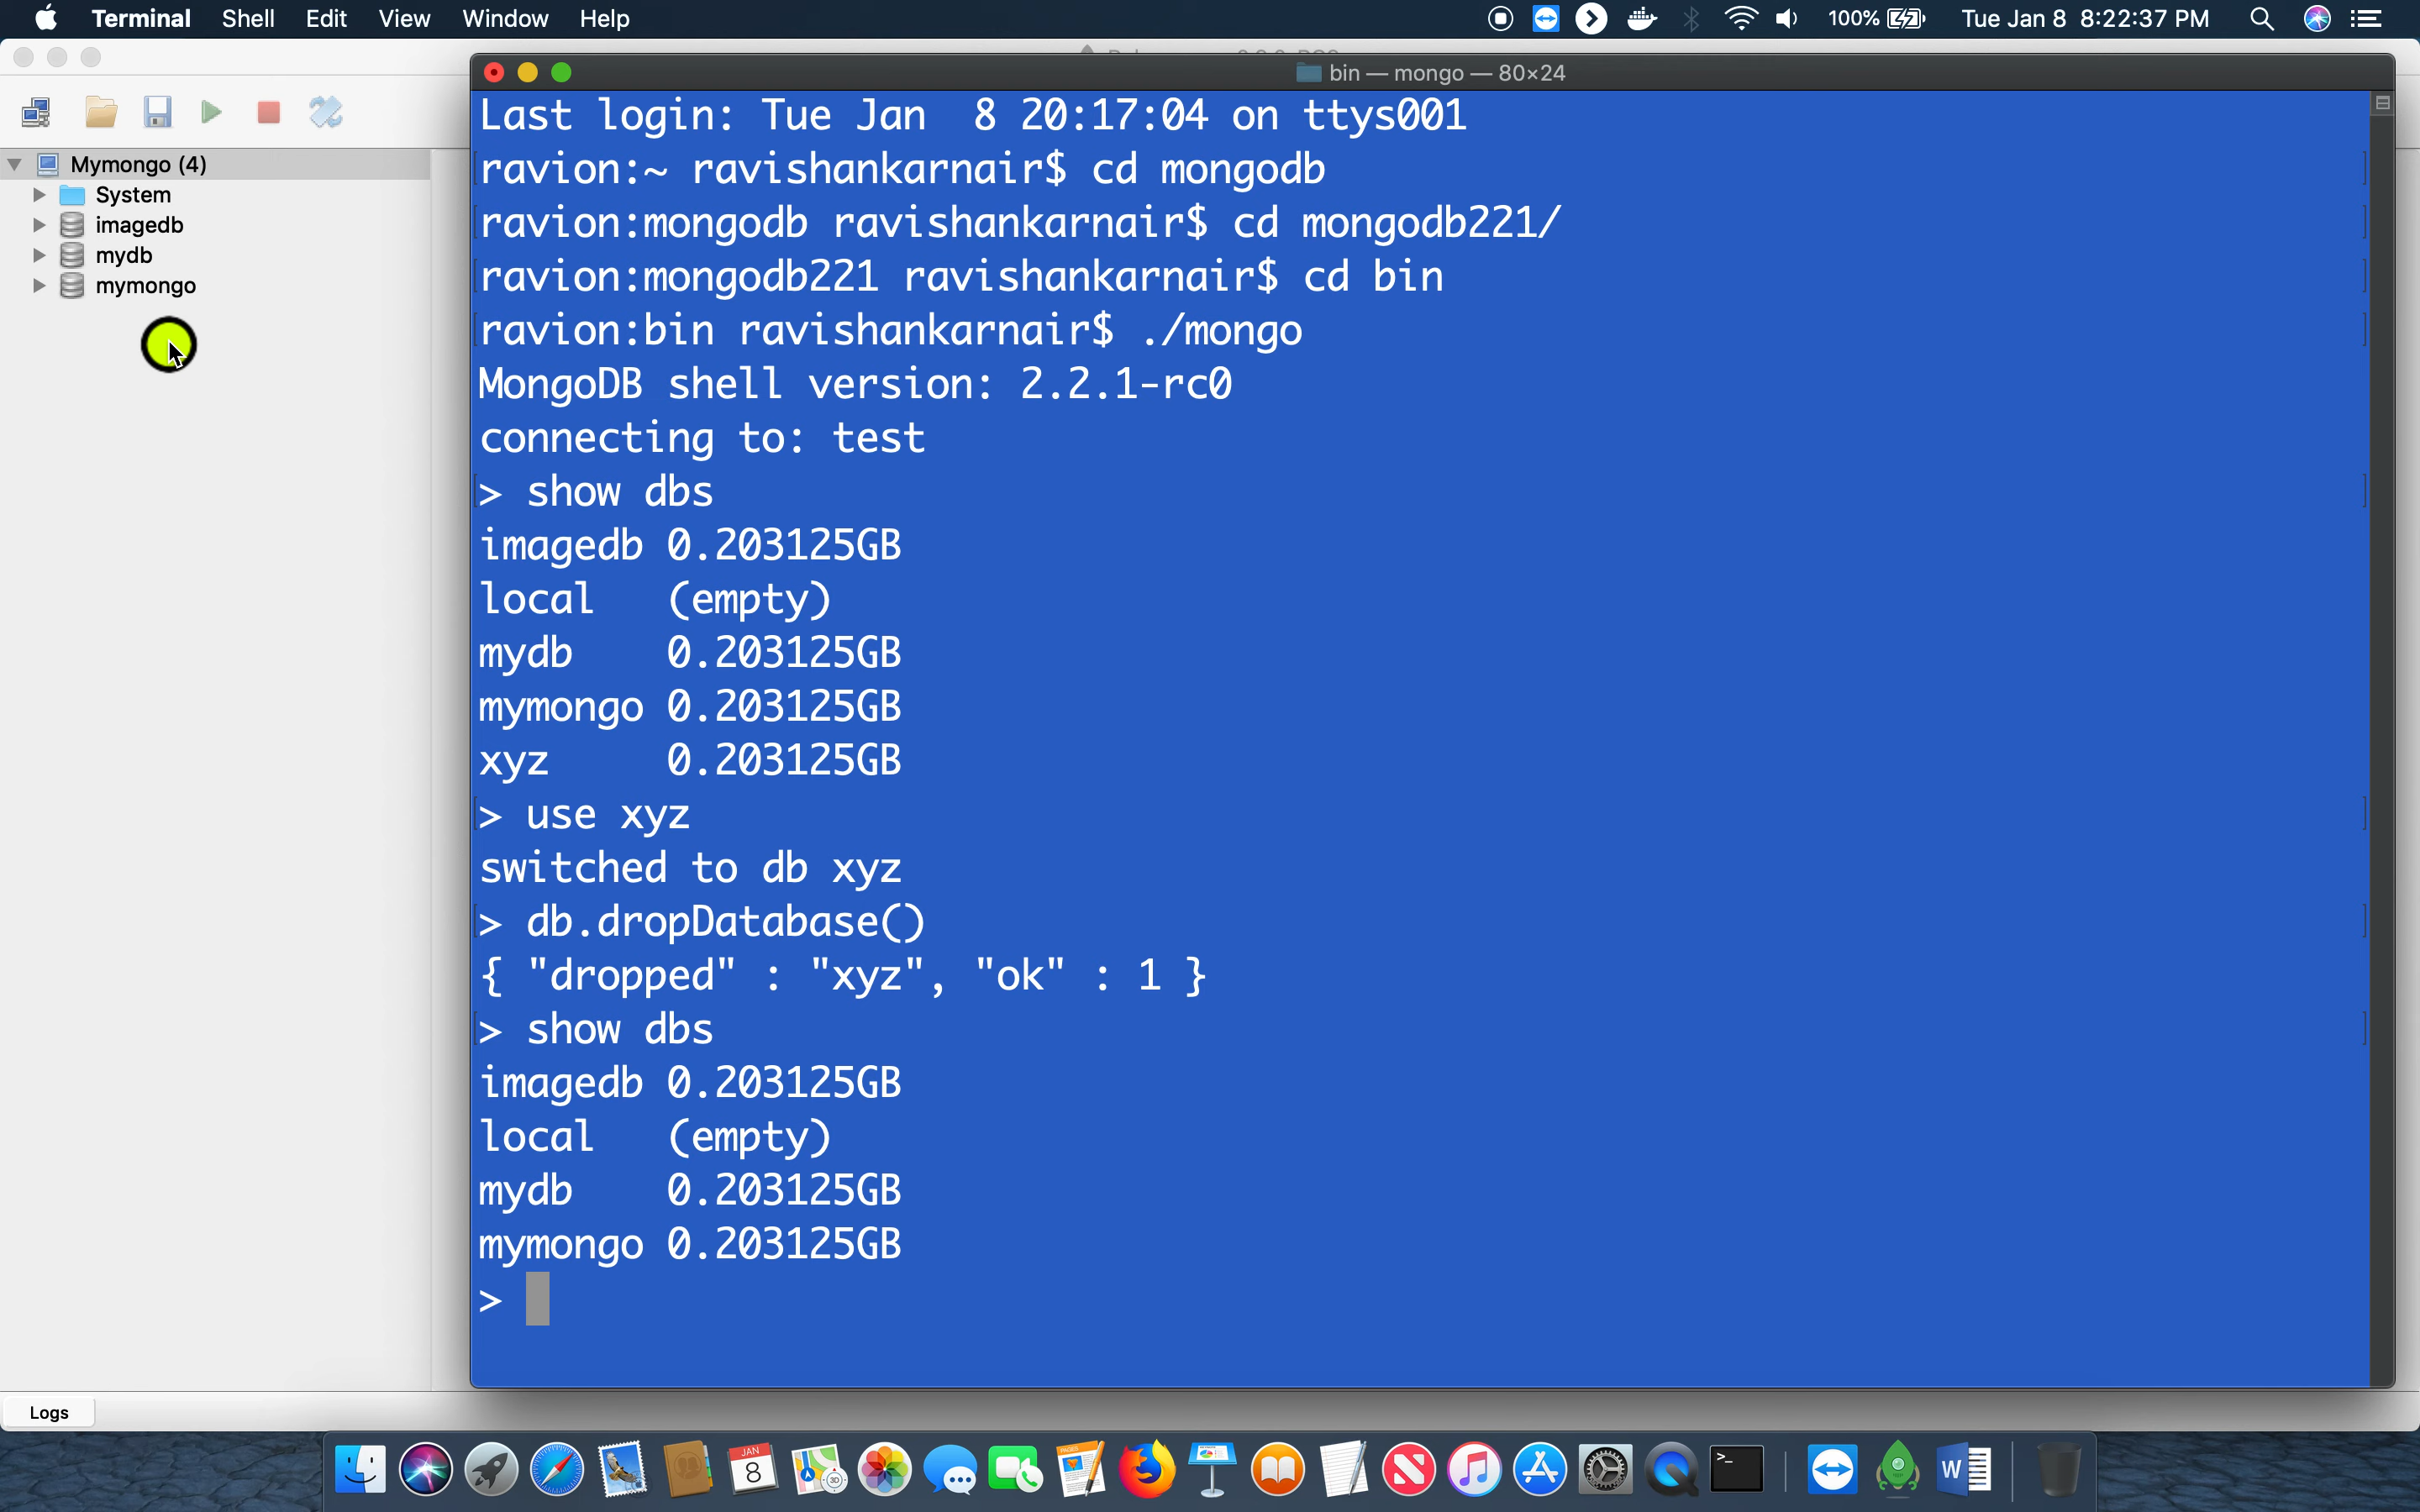 Terminal Shell Edit View Window Help 100% Tue Jan 8 8:22:37 PM
bin — mongo — 80×24
Mymongo (4)
System
imagedb
mydb
mymongo
Last login: Tue Jan  8 20:17:04 on ttys001
ravion:~ ravishankarnair$ cd mongodb
ravion:mongodb ravishankarnair$ cd mongodb221/
ravion:mongodb221 ravishankarnair$ cd bin
ravion:bin ravishankarnair$ ./mongo
MongoDB shell version: 2.2.1-rc0
connecting to: test
> show dbs
imagedb 0.203125GB
local   (empty)
mydb    0.203125GB
mymongo 0.203125GB
xyz     0.203125GB
> use xyz
switched to db xyz
> db.dropDatabase()
{ "dropped" : "xyz", "ok" : 1 }
> show dbs
imagedb 0.203125GB
local   (empty)
mydb    0.203125GB
mymongo 0.203125GB
>
Logs
JAN
8
3D
PAGES
W